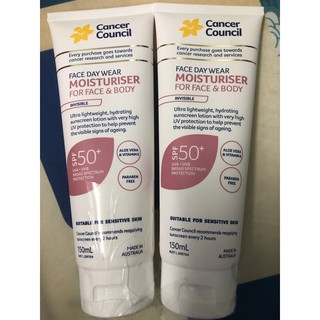 Cancer
Council
Every purchase goes towards
cancer research and services
FACE DAY WEAR
MOISTURISER
FOR FACE & BODY
INVISIBLE
Ultra lightweight, hydrating
sunscreen lotion with very high
UV protection to help prevent
the visible signs of ageing.
SPF 50+
UVA + UVB
BROAD SPECTRUM
PROTECTION
ALOE VERA
& VITAMIN E
PARABEN
FREE
SUITABLE FOR SENSITIVE SKIN
Cancer Council recommends reapplying
sunscreen every 2 hours
150mL
MADE IN
AUSTRALIA
Cancer
Council
Every purchase goes towards
cancer research and services
FACE DAY WEAR
MOISTURISER
FOR FACE & BODY
INVISIBLE
Ultra lightweight, hydrating
sunscreen lotion with very high
UV protection to help prevent
the visible signs of ageing.
SPF 50+
UVA + UVB
BROAD SPECTRUM
PROTECTION
ALOE VERA
& VITAMIN E
PARABEN
FREE
SUITABLE FOR SENSITIVE SKIN
Cancer Council recommends reapplying
sunscreen every 2 hours
150mL
MADE IN
AUSTRALIA